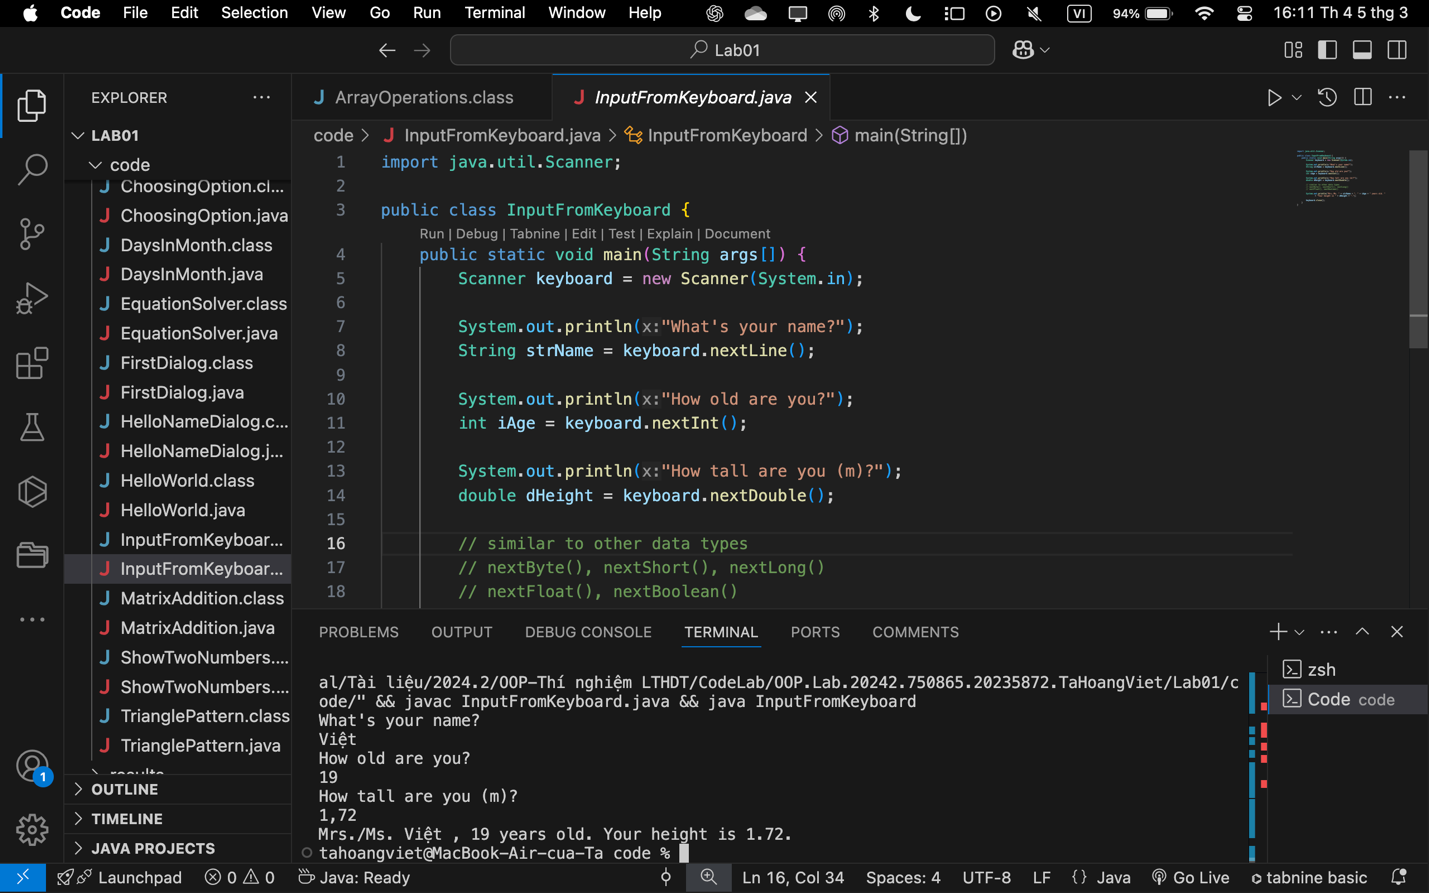 Code File Edit Selection View Go Run Terminal Window Help VI 94% 16:11 Th 4 5 thg 3
Lab01
EXPLORER
LAB01
code
ChoosingOption.cl...
ChoosingOption.java
DaysInMonth.class
DaysInMonth.java
EquationSolver.class
EquationSolver.java
FirstDialog.class
FirstDialog.java
HelloNameDialog.c...
HelloNameDialog.j...
HelloWorld.class
HelloWorld.java
InputFromKeyboar...
InputFromKeyboar...
MatrixAddition.class
MatrixAddition.java
ShowTwoNumbers....
ShowTwoNumbers....
TrianglePattern.class
TrianglePattern.java
results
OUTLINE
TIMELINE
JAVA PROJECTS
1
ArrayOperations.class InputFromKeyboard.java
code > InputFromKeyboard.java > InputFromKeyboard > main(String[])
1 import java.util.Scanner;
2
3 public class InputFromKeyboard {
Run | Debug | Tabnine | Edit | Test | Explain | Document
4 public static void main(String args[]) {
5 Scanner keyboard = new Scanner(System.in);
6
7 System.out.println(x:"What's your name?");
8 String strName = keyboard.nextLine();
9
10 System.out.println(x:"How old are you?");
11 int iAge = keyboard.nextInt();
12
13 System.out.println(x:"How tall are you (m)?");
14 double dHeight = keyboard.nextDouble();
15
16 // similar to other data types
17 // nextByte(), nextShort(), nextLong()
18 // nextFloat(), nextBoolean()
PROBLEMS OUTPUT DEBUG CONSOLE TERMINAL PORTS COMMENTS
al/Tài liệu/2024.2/OOP-Thí nghiệm LTHDT/CodeLab/OOP.Lab.20242.750865.20235872.TaHoangViet/Lab01/c
ode/" && javac InputFromKeyboard.java && java InputFromKeyboard
What's your name?
Việt
How old are you?
19
How tall are you (m)?
1,72
Mrs./Ms. Việt , 19 years old. Your height is 1.72.
tahoangviet@MacBook-Air-cua-Ta code %
zsh
Code code
Launchpad 0 0 Java: Ready Ln 16, Col 34 Spaces: 4 UTF-8 LF {} Java Go Live tabnine basic